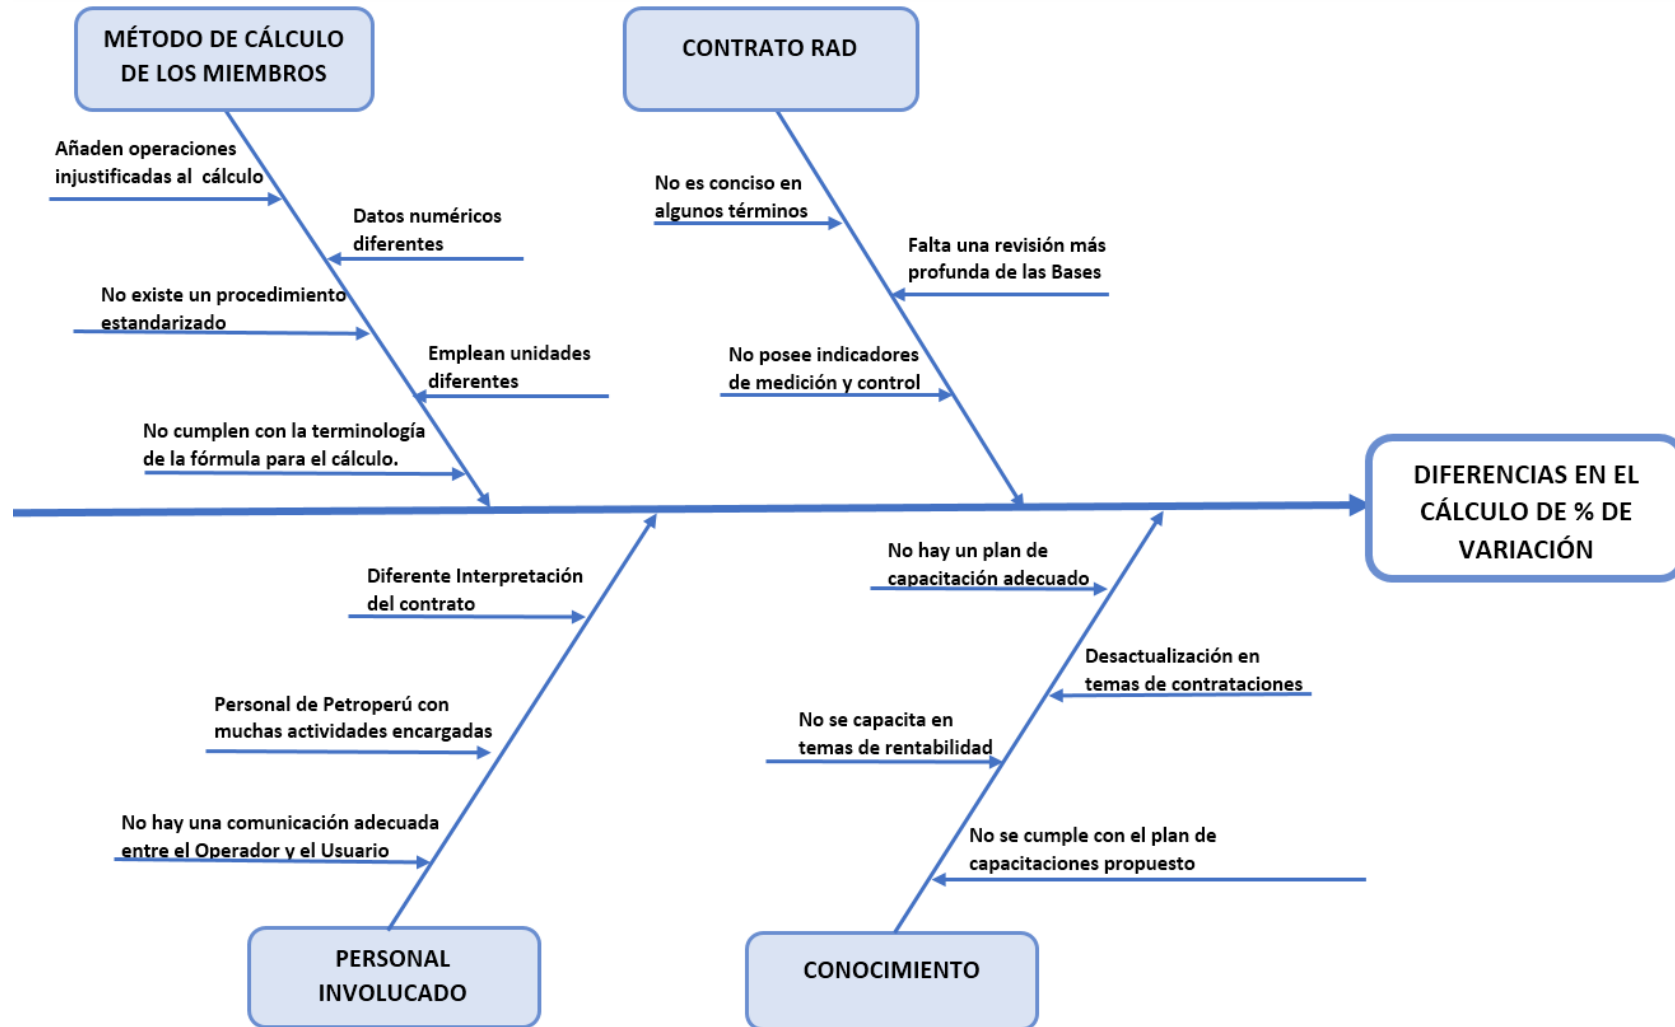 MÉTODO DE CÁLCULO
DE LOS MIEMBROS
CONTRATO RAD
Añaden operaciones
injustificadas al cálculo
Datos numéricos
diferentes
No existe un procedimiento
estandarizado
Emplean unidades
diferentes
No cumplen con la terminología
de la fórmula para el cálculo.
No es conciso en
algunos términos
Falta una revisión más
profunda de las Bases
No posee indicadores
de medición y control
DIFERENCIAS EN EL
CÁLCULO DE % DE
VARIACIÓN
Diferente Interpretación
del contrato
Personal de Petroperú con
muchas actividades encargadas
No hay una comunicación adecuada
entre el Operador y el Usuario
No hay un plan de
capacitación adecuado
Desactualización en
temas de contrataciones
No se capacita en
temas de rentabilidad
No se cumple con el plan de
capacitaciones propuesto
PERSONAL
INVOLUCADO
CONOCIMIENTO